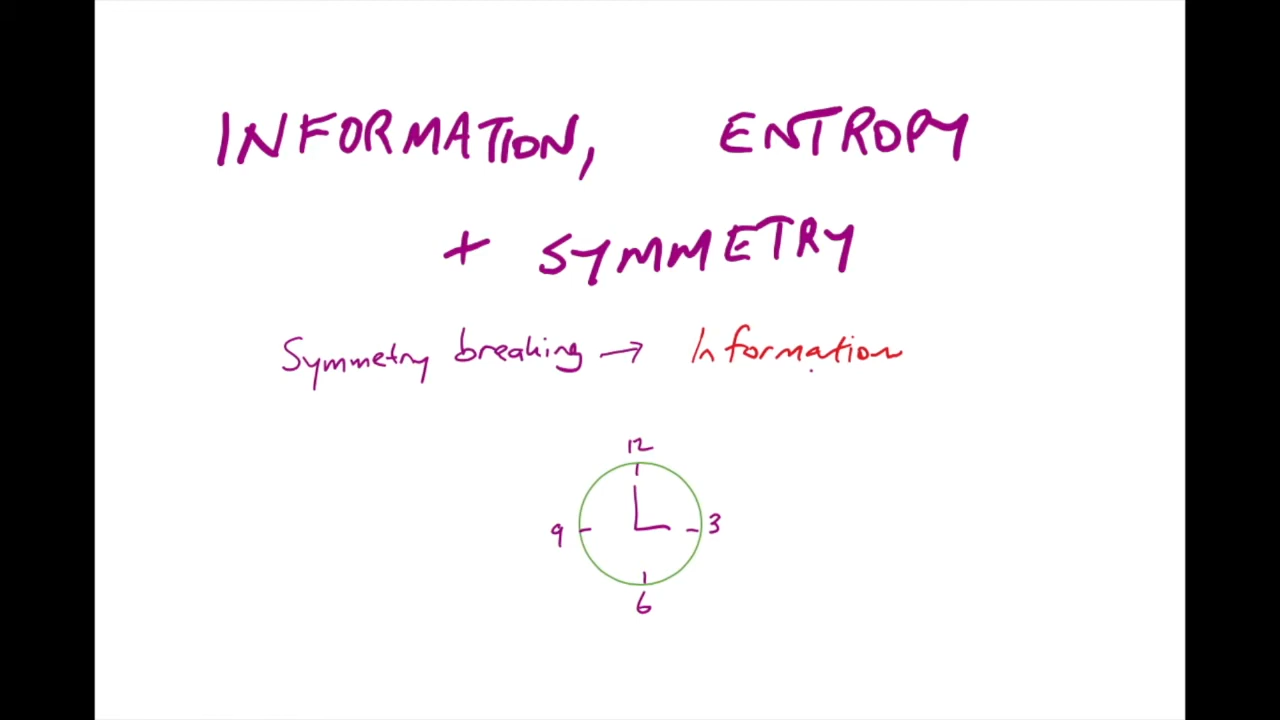 INFORMATION, ENTROPY
+ SYMMETRY
Symmetry breaking → Information
12
9 3
6